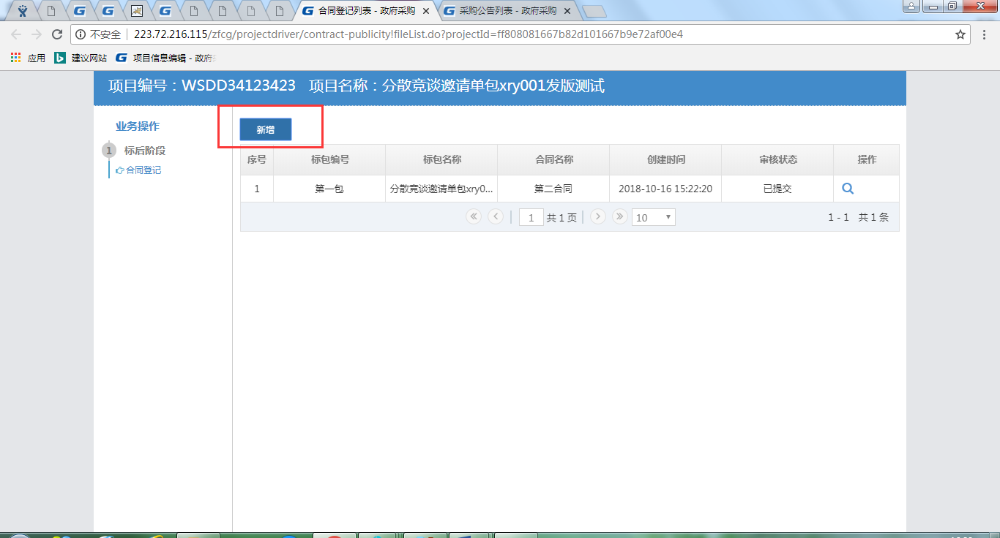 合同登记列表 - 政府采购
采购公告列表 - 政府采购
不安全 223.72.216.115/zfcg/projectdriver/contract-publicity!fileList.do?projectId=ff808081667b82d101667b9e72af00e4
应用 建议网站 项目信息编辑 - 政府
项目编号：WSDD34123423 项目名称：分散竞谈邀请单包xry001发版测试
业务操作
1 标后阶段
合同登记
新增
序号 标包编号 标包名称 合同名称 创建时间 审核状态 操作
1 第一包 分散竞谈邀请单包xry0... 第二合同 2018-10-16 15:22:20 已提交
1 共 1 页 10 1 - 1 共 1 条